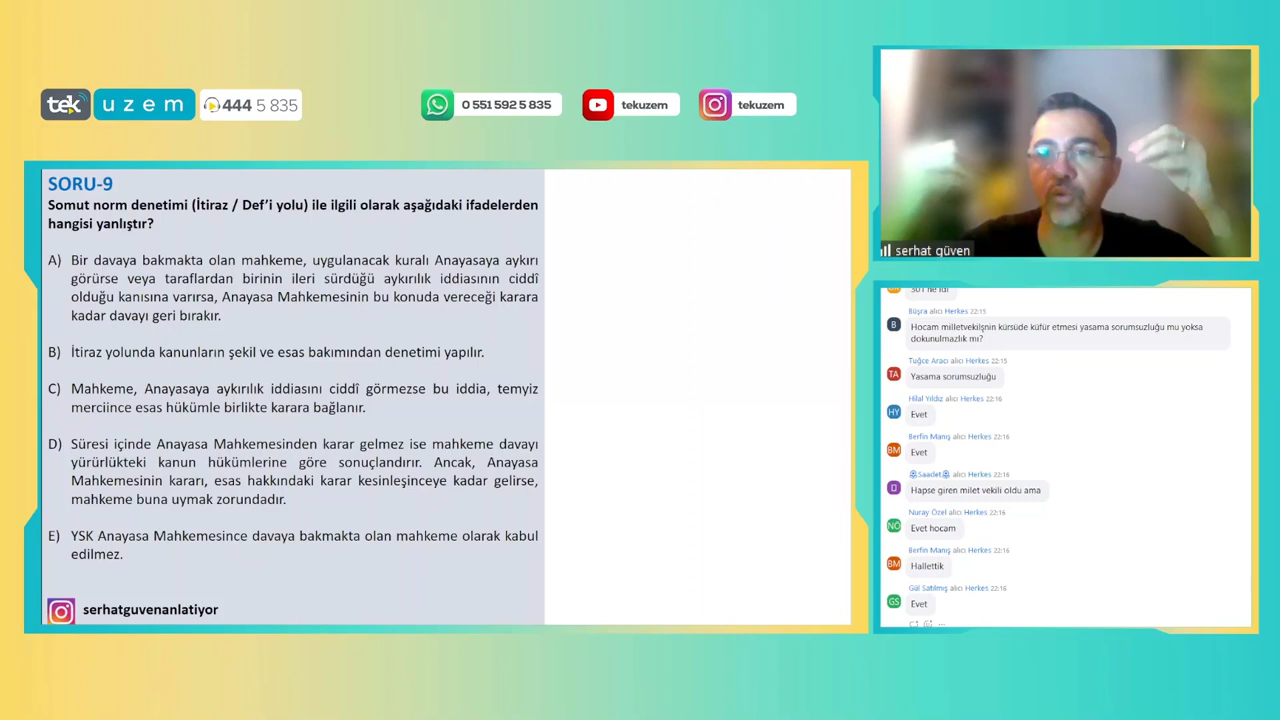 tek uzem 444 5 835
0 551 592 5 835
tekuzem
tekuzem
SORU-9
Somut norm denetimi (İtiraz / Def’i yolu) ile ilgili olarak aşağıdaki ifadelerden
hangisi yanlıştır?
A) Bir davaya bakmakta olan mahkeme, uygulanacak kuralı Anayasaya aykırı
görürse veya taraflardan birinin ileri sürdüğü aykırılık iddiasının ciddî
olduğu kanısına varırsa, Anayasa Mahkemesinin bu konuda vereceği karara
kadar davayı geri bırakır.
B) İtiraz yolunda kanunların şekil ve esas bakımından denetimi yapılır.
C) Mahkeme, Anayasaya aykırılık iddiasını ciddî görmezse bu iddia, temyiz
merciince esas hükümle birlikte karara bağlanır.
D) Süresi içinde Anayasa Mahkemesinden karar gelmez ise mahkeme davayı
yürürlükteki kanun hükümlerine göre sonuçlandırır. Ancak, Anayasa
Mahkemesinin kararı, esas hakkındaki karar kesinleşinceye kadar gelirse,
mahkeme buna uymak zorundadır.
E) YSK Anayasa Mahkemesince davaya bakmakta olan mahkeme olarak kabul
edilmez.
serhatguvenanlatiyor
serhat güven
Büşra alıcı Herkes 22:15
B
Hocam milletvekilşnin kürsüde küfür etmesi yasama sorumsuzluğu mu yoksa
dokunulmazlık mı?
Tuğçe Aracı alıcı Herkes 22:15
TA
Yasama sorumsuzluğu
Hilal Yıldız alıcı Herkes 22:16
HY
Evet
Berfin Manış alıcı Herkes 22:16
BM
Evet
Saadet alıcı Herkes 22:16
Hapse giren milet vekili oldu ama
Nuray Özel alıcı Herkes 22:16
NÖ
Evet hocam
Berfin Manış alıcı Herkes 22:16
BM
Hallettik
Gül Satılmış alıcı Herkes 22:16
GS
Evet